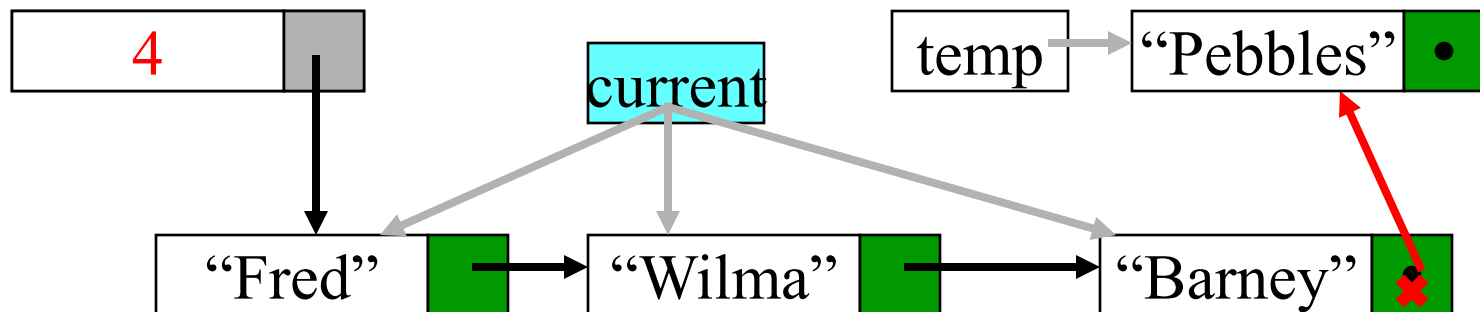 4
current
temp
“Pebbles”
“Fred”
“Wilma”
“Barney”